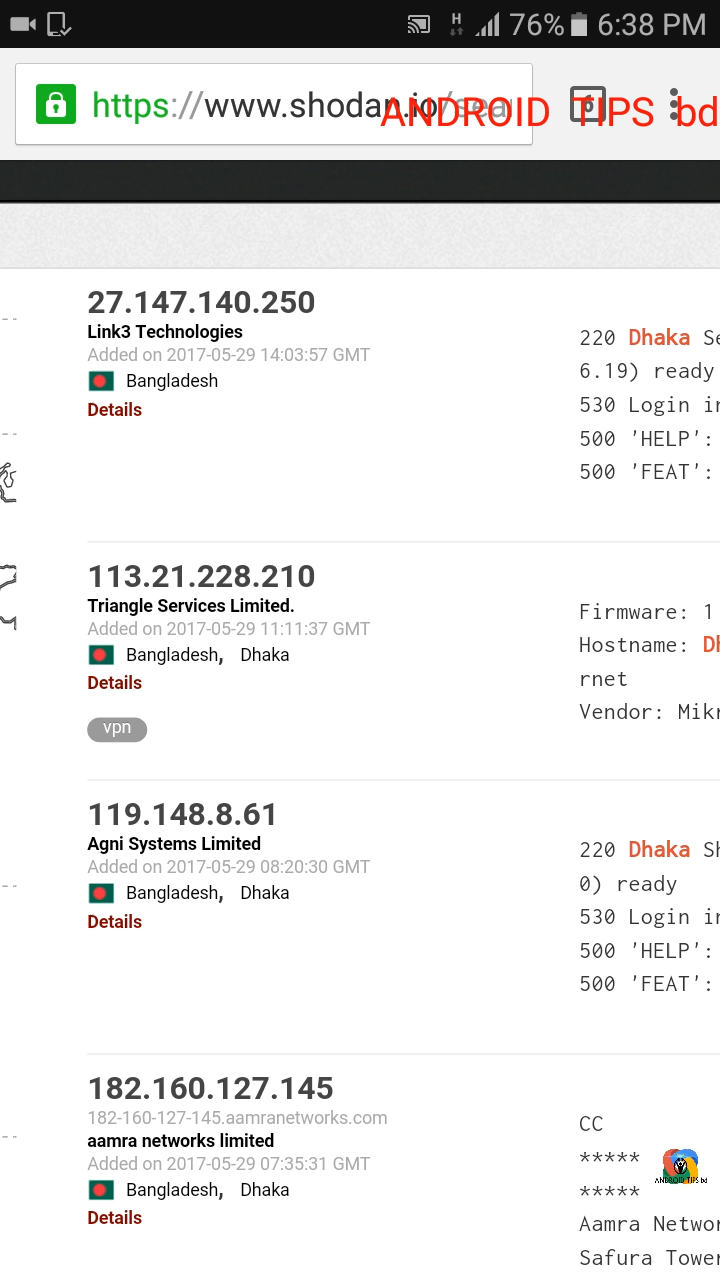 H 76% 6:38 PM
https://www.shodan.io/sea
ANDROID TIPS bd
27.147.140.250
Link3 Technologies
Added on 2017-05-29 14:03:57 GMT
Bangladesh
Details
220 Dhaka Se
6.19) ready
530 Login in
500 'HELP':
500 'FEAT':
113.21.228.210
Triangle Services Limited.
Added on 2017-05-29 11:11:37 GMT
Bangladesh, Dhaka
Details
vpn
Firmware: 1
Hostname: Dh
rnet
Vendor: Mikr
119.148.8.61
Agni Systems Limited
Added on 2017-05-29 08:20:30 GMT
Bangladesh, Dhaka
Details
220 Dhaka Sh
0) ready
530 Login in
500 'HELP':
500 'FEAT':
182.160.127.145
182-160-127-145.aamranetworks.com
aamra networks limited
Added on 2017-05-29 07:35:31 GMT
Bangladesh, Dhaka
Details
CC
*****
*****
Aamra Networ
Safura Tower
ANDROID TIPS bd